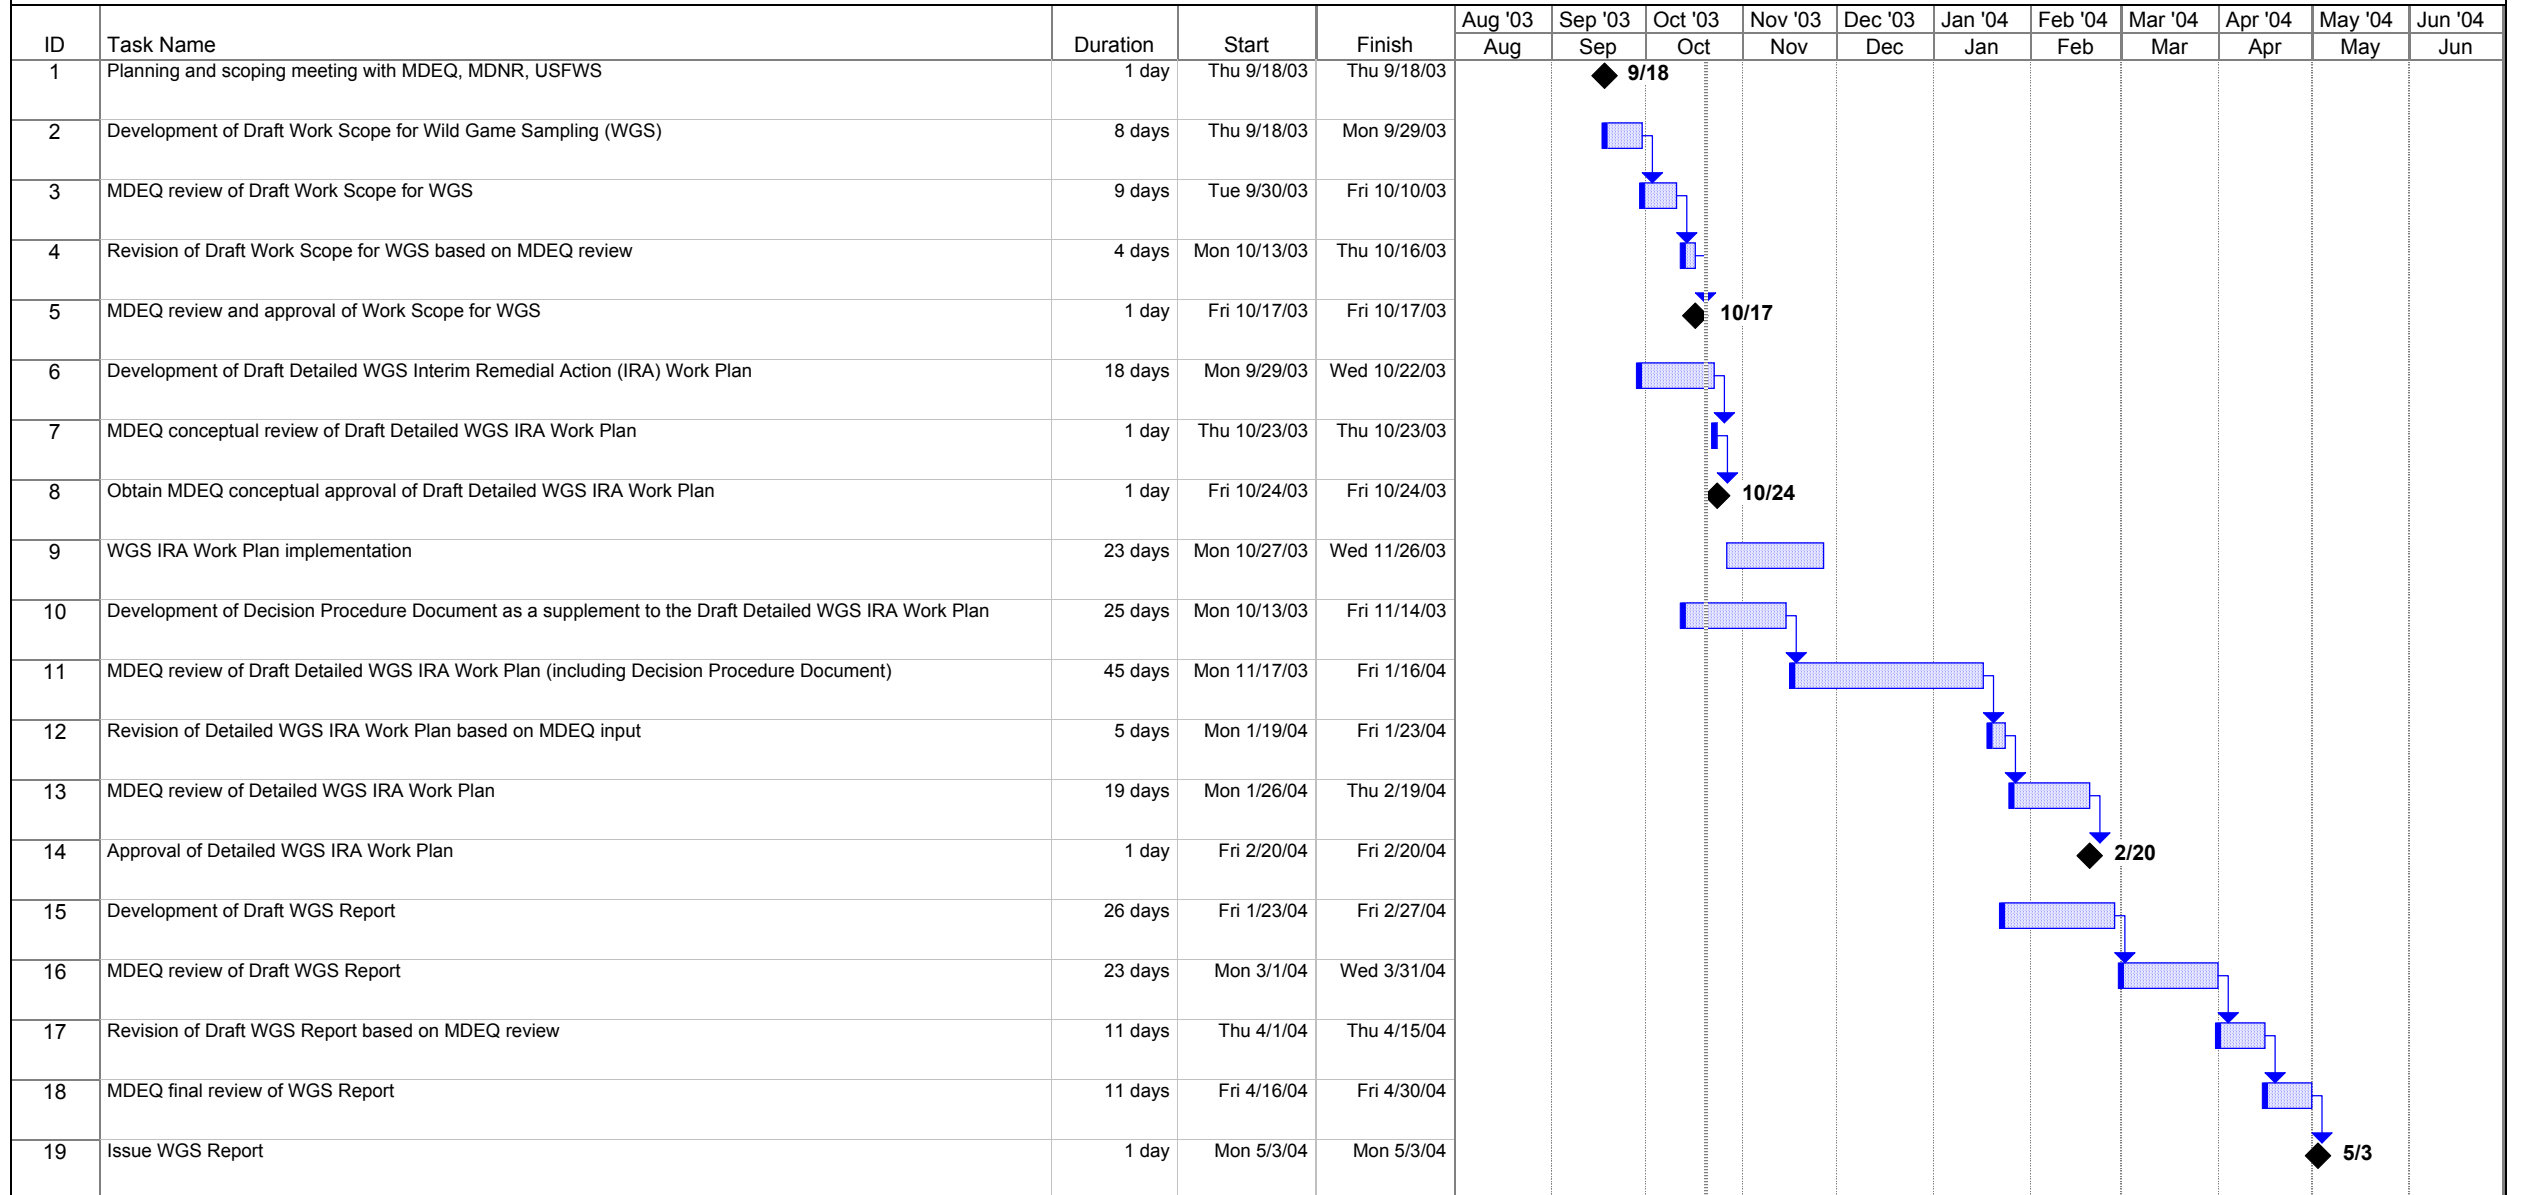 Aug '03 Sep '03 Oct '03 Nov '03 Dec '03 Jan '04 Feb '04 Mar '04 Apr '04 May '04 Jun '04
ID Task Name Duration Start Finish Aug Sep Oct Nov Dec Jan Feb Mar Apr May Jun
1 Planning and scoping meeting with MDEQ, MDNR, USFWS 1 day Thu 9/18/03 Thu 9/18/03 9/18
2 Development of Draft Work Scope for Wild Game Sampling (WGS) 8 days Thu 9/18/03 Mon 9/29/03
3 MDEQ review of Draft Work Scope for WGS 9 days Tue 9/30/03 Fri 10/10/03
4 Revision of Draft Work Scope for WGS based on MDEQ review 4 days Mon 10/13/03 Thu 10/16/03
5 MDEQ review and approval of Work Scope for WGS 1 day Fri 10/17/03 Fri 10/17/03 10/17
6 Development of Draft Detailed WGS Interim Remedial Action (IRA) Work Plan 18 days Mon 9/29/03 Wed 10/22/03
7 MDEQ conceptual review of Draft Detailed WGS IRA Work Plan 1 day Thu 10/23/03 Thu 10/23/03
8 Obtain MDEQ conceptual approval of Draft Detailed WGS IRA Work Plan 1 day Fri 10/24/03 Fri 10/24/03 10/24
9 WGS IRA Work Plan implementation 23 days Mon 10/27/03 Wed 11/26/03
10 Development of Decision Procedure Document as a supplement to the Draft Detailed WGS IRA Work Plan 25 days Mon 10/13/03 Fri 11/14/03
11 MDEQ review of Draft Detailed WGS IRA Work Plan (including Decision Procedure Document) 45 days Mon 11/17/03 Fri 1/16/04
12 Revision of Detailed WGS IRA Work Plan based on MDEQ input 5 days Mon 1/19/04 Fri 1/23/04
13 MDEQ review of Detailed WGS IRA Work Plan 19 days Mon 1/26/04 Thu 2/19/04
14 Approval of Detailed WGS IRA Work Plan 1 day Fri 2/20/04 Fri 2/20/04 2/20
15 Development of Draft WGS Report 26 days Fri 1/23/04 Fri 2/27/04
16 MDEQ review of Draft WGS Report 23 days Mon 3/1/04 Wed 3/31/04
17 Revision of Draft WGS Report based on MDEQ review 11 days Thu 4/1/04 Thu 4/15/04
18 MDEQ final review of WGS Report 11 days Fri 4/16/04 Fri 4/30/04
19 Issue WGS Report 1 day Mon 5/3/04 Mon 5/3/04 5/3